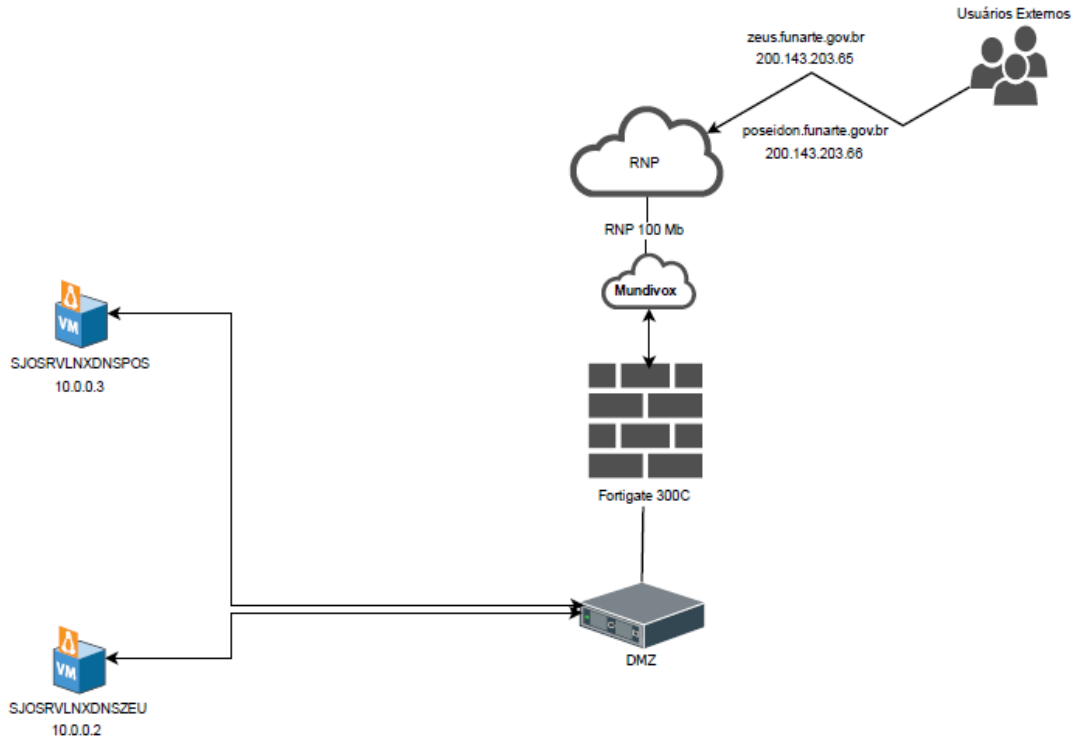 Usuários Externos
zeus.funarte.gov.br
200.143.203.65
poseidon.funarte.gov.br
200.143.203.66
RNP
RNP 100 Mb
Mundivox
VM
SJOSRVLNXDNSPOS
10.0.0.3
Fortigate 300C
DMZ
VM
SJOSRVLNXDNSZEU
10.0.0.2